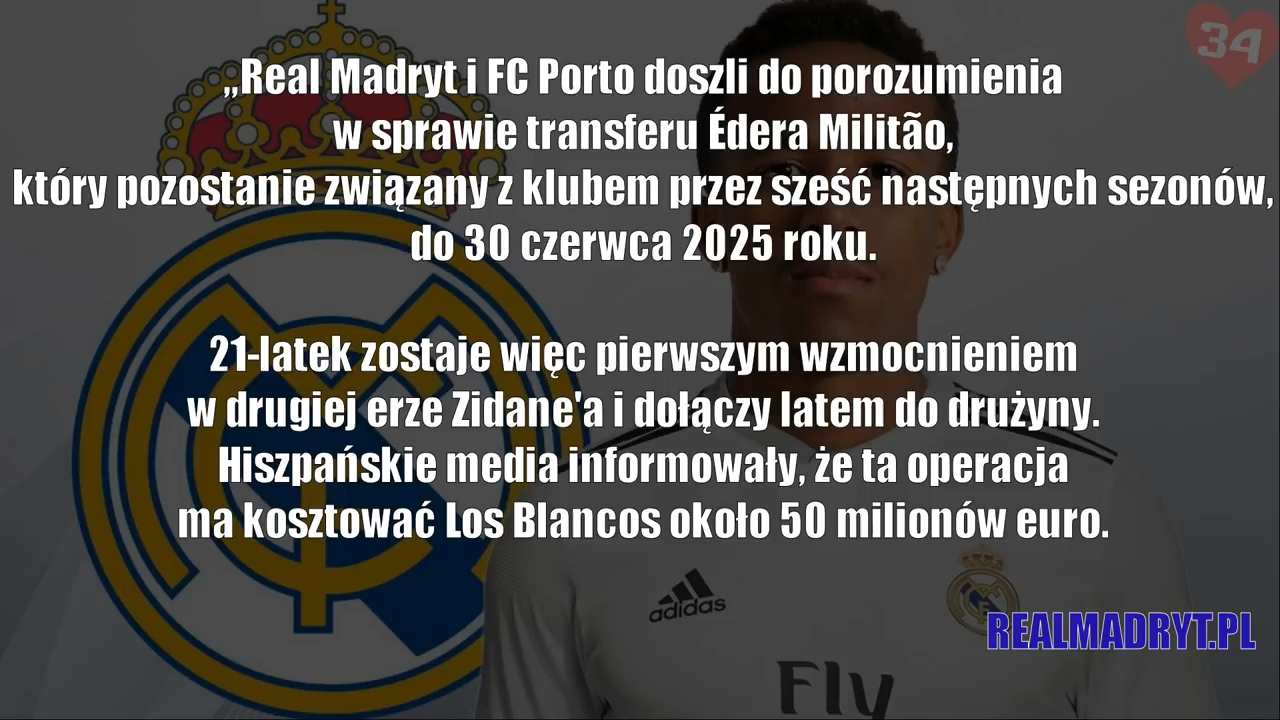 34
„Real Madryt i FC Porto doszli do porozumienia
w sprawie transferu Édera Militão,
który pozostanie związany z klubem przez sześć następnych sezonów,
do 30 czerwca 2025 roku.
21-latek zostaje więc pierwszym wzmocnieniem
w drugiej erze Zidane'a i dołączy latem do drużyny.
Hiszpańskie media informowały, że ta operacja
ma kosztować Los Blancos około 50 milionów euro.
adidas
REALMADRYT.PL
Fly